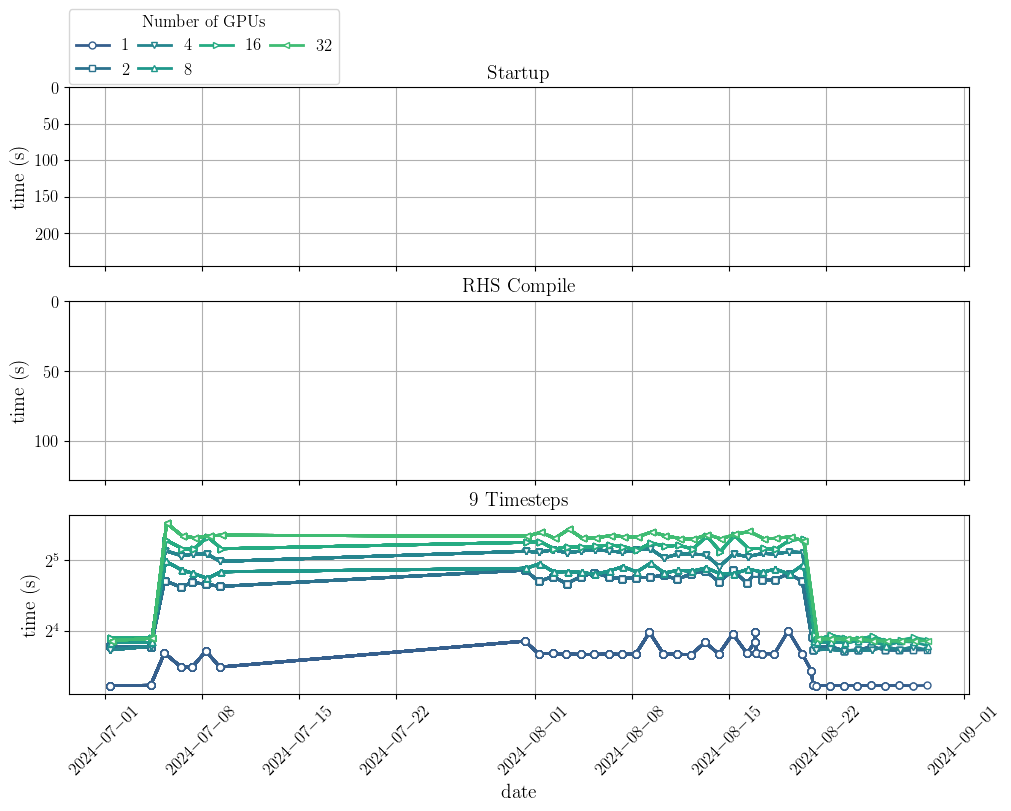 Number of GPUs
1 4 16 32
2 8
Startup
0
50
100
150
200
time (s)
RHS Compile
0
50
100
time (s)
9 Timesteps
2^5
2^4
time (s)
2024−07−01
2024−07−08
2024−07−15
2024−07−22
2024−08−01
2024−08−08
2024−08−15
2024−08−22
2024−09−01
date